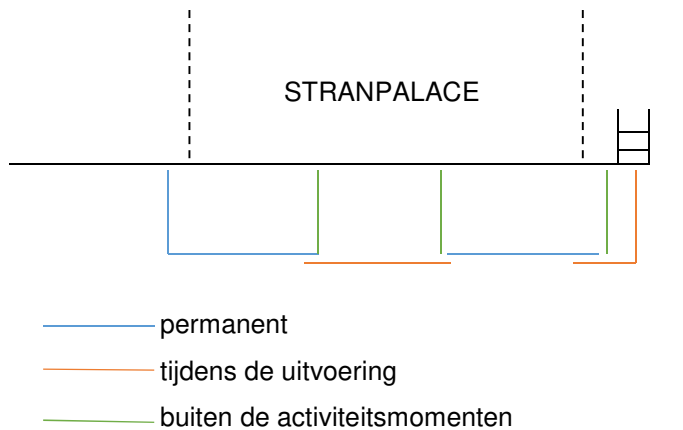 STRANPALACE
permanent
tijdens de uitvoering
buiten de activiteitsmomenten